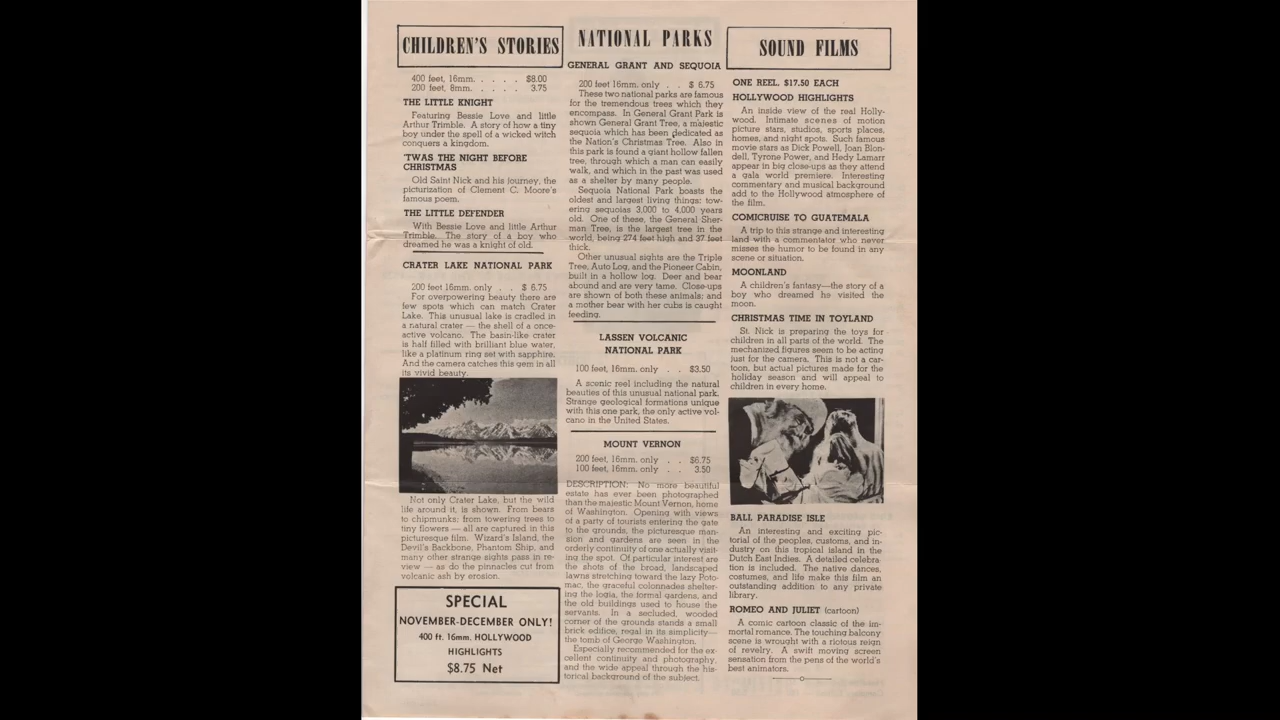 CHILDREN'S STORIES
400 feet, 16mm. . . . . . $8.00
200 feet, 8mm. . . . . . 3.75
THE LITTLE KNIGHT
Featuring Bessie Love and little
Arthur Trimble. A story of how a tiny
boy under the spell of a wicked witch
conquers a kingdom.
'TWAS THE NIGHT BEFORE
CHRISTMAS
Old Saint Nick and his journey, the
picturization of Clement C. Moore's
famous poem.
THE LITTLE DEFENDER
With Bessie Love and little Arthur
Trimble. The story of a boy who
dreamed he was a knight of old.
CRATER LAKE NATIONAL PARK
200 feet 16mm. only . . $ 6.75
For overpowering beauty there are
few spots which can match Crater
Lake. This unusual lake is cradled in
a natural crater — the shell of a once-
active volcano. The basin-like crater
is half filled with brilliant blue water,
like a platinum ring set with sapphire.
And the camera catches this gem in all
its vivid beauty.
Not only Crater Lake, but the wild
life around it, is shown. From bears
to chipmunks; from towering trees to
tiny flowers — all are captured in this
picturesque film. Wizard's Island, the
Devil's Backbone, Phantom Ship, and
many other strange sights pass in re-
view — as do the pinnacles cut from
volcanic ash by erosion.
SPECIAL
NOVEMBER-DECEMBER ONLY!
400 ft. 16mm. HOLLYWOOD
HIGHLIGHTS
$8.75 Net
NATIONAL PARKS
GENERAL GRANT AND SEQUOIA
200 feet 16mm. only . . $ 6.75
These two national parks are famous
for the tremendous trees which they
encompass. In General Grant Park is
shown General Grant Tree, a majestic
sequoia which has been dedicated as
the Nation's Christmas Tree. Also in
this park is found a giant hollow fallen
tree, through which a man can easily
walk, and which in the past was used
as a shelter by many people.
Sequoia National Park boasts the
oldest and largest living things: tow-
ering sequoias 3,000 to 4,000 years
old. One of these, the General Sher-
man Tree, is the largest tree in the
world, being 274 feet high and 37 feet
thick.
Other unusual sights are the Triple
Tree, Auto Log, and the Pioneer Cabin,
built in a hollow log. Deer and bear
abound and are very tame. Close-ups
are shown of both these animals; and
a mother bear with her cubs is caught
feeding.
LASSEN VOLCANIC
NATIONAL PARK
100 feet, 16mm. only . . $3.50
A scenic reel including the natural
beauties of this unusual national park.
Strange geological formations unique
with this one park, the only active vol-
cano in the United States.
MOUNT VERNON
200 feet, 16mm. only . . $6.75
100 feet, 16mm. only . . 3.50
DESCRIPTION: No more beautiful
estate has ever been photographed
than the majestic Mount Vernon, home
of Washington. Opening with views
of a party of tourists entering the gate
to the grounds, the picturesque man-
sion and gardens are seen in the
orderly continuity of one actually visit-
ing the spot. Of particular interest are
the shots of the broad, landscaped
lawns stretching toward the lazy Poto-
mac, the graceful colonnades shelter-
ing the logia, the formal gardens, and
the old buildings used to house the
servants. In a secluded, wooded
corner of the grounds stands a small
brick edifice, regal in its simplicity—
the tomb of George Washington.
Especially recommended for the ex-
cellent continuity and photography,
and the wide appeal through the his-
torical background of the subject.
SOUND FILMS
ONE REEL. $17.50 EACH
HOLLYWOOD HIGHLIGHTS
An inside view of the real Holly-
wood. Intimate scenes of motion
picture stars, studios, sports places,
homes, and night spots. Such famous
movie stars as Dick Powell, Joan Blon-
dell, Tyrone Power, and Hedy Lamarr
appear in big close-ups as they attend
a gala world premiere. Interesting
commentary and musical background
add to the Hollywood atmosphere of
the film.
COMICRUISE TO GUATEMALA
A trip to this strange and interesting
land with a commentator who never
misses the humor to be found in any
scene or situation.
MOONLAND
A children's fantasy—the story of a
boy who dreamed he visited the
moon.
CHRISTMAS TIME IN TOYLAND
St. Nick is preparing the toys for
children in all parts of the world. The
mechanized figures seem to be acting
just for the camera. This is not a car-
toon, but actual pictures made for the
holiday season and will appeal to
children in every home.
BALL PARADISE ISLE
An interesting and exciting pic-
torial of the peoples, customs, and in-
dustry on this tropical island in the
Dutch East Indies. A detailed celebra-
tion is included. The native dances,
costumes, and life make this film an
outstanding addition to any private
library.
ROMEO AND JULIET (cartoon)
A comic cartoon classic of the im-
mortal romance. The touching balcony
scene is wrought with a riotous reign
of revelry. A swift moving screen
sensation from the pens of the world's
best animators.